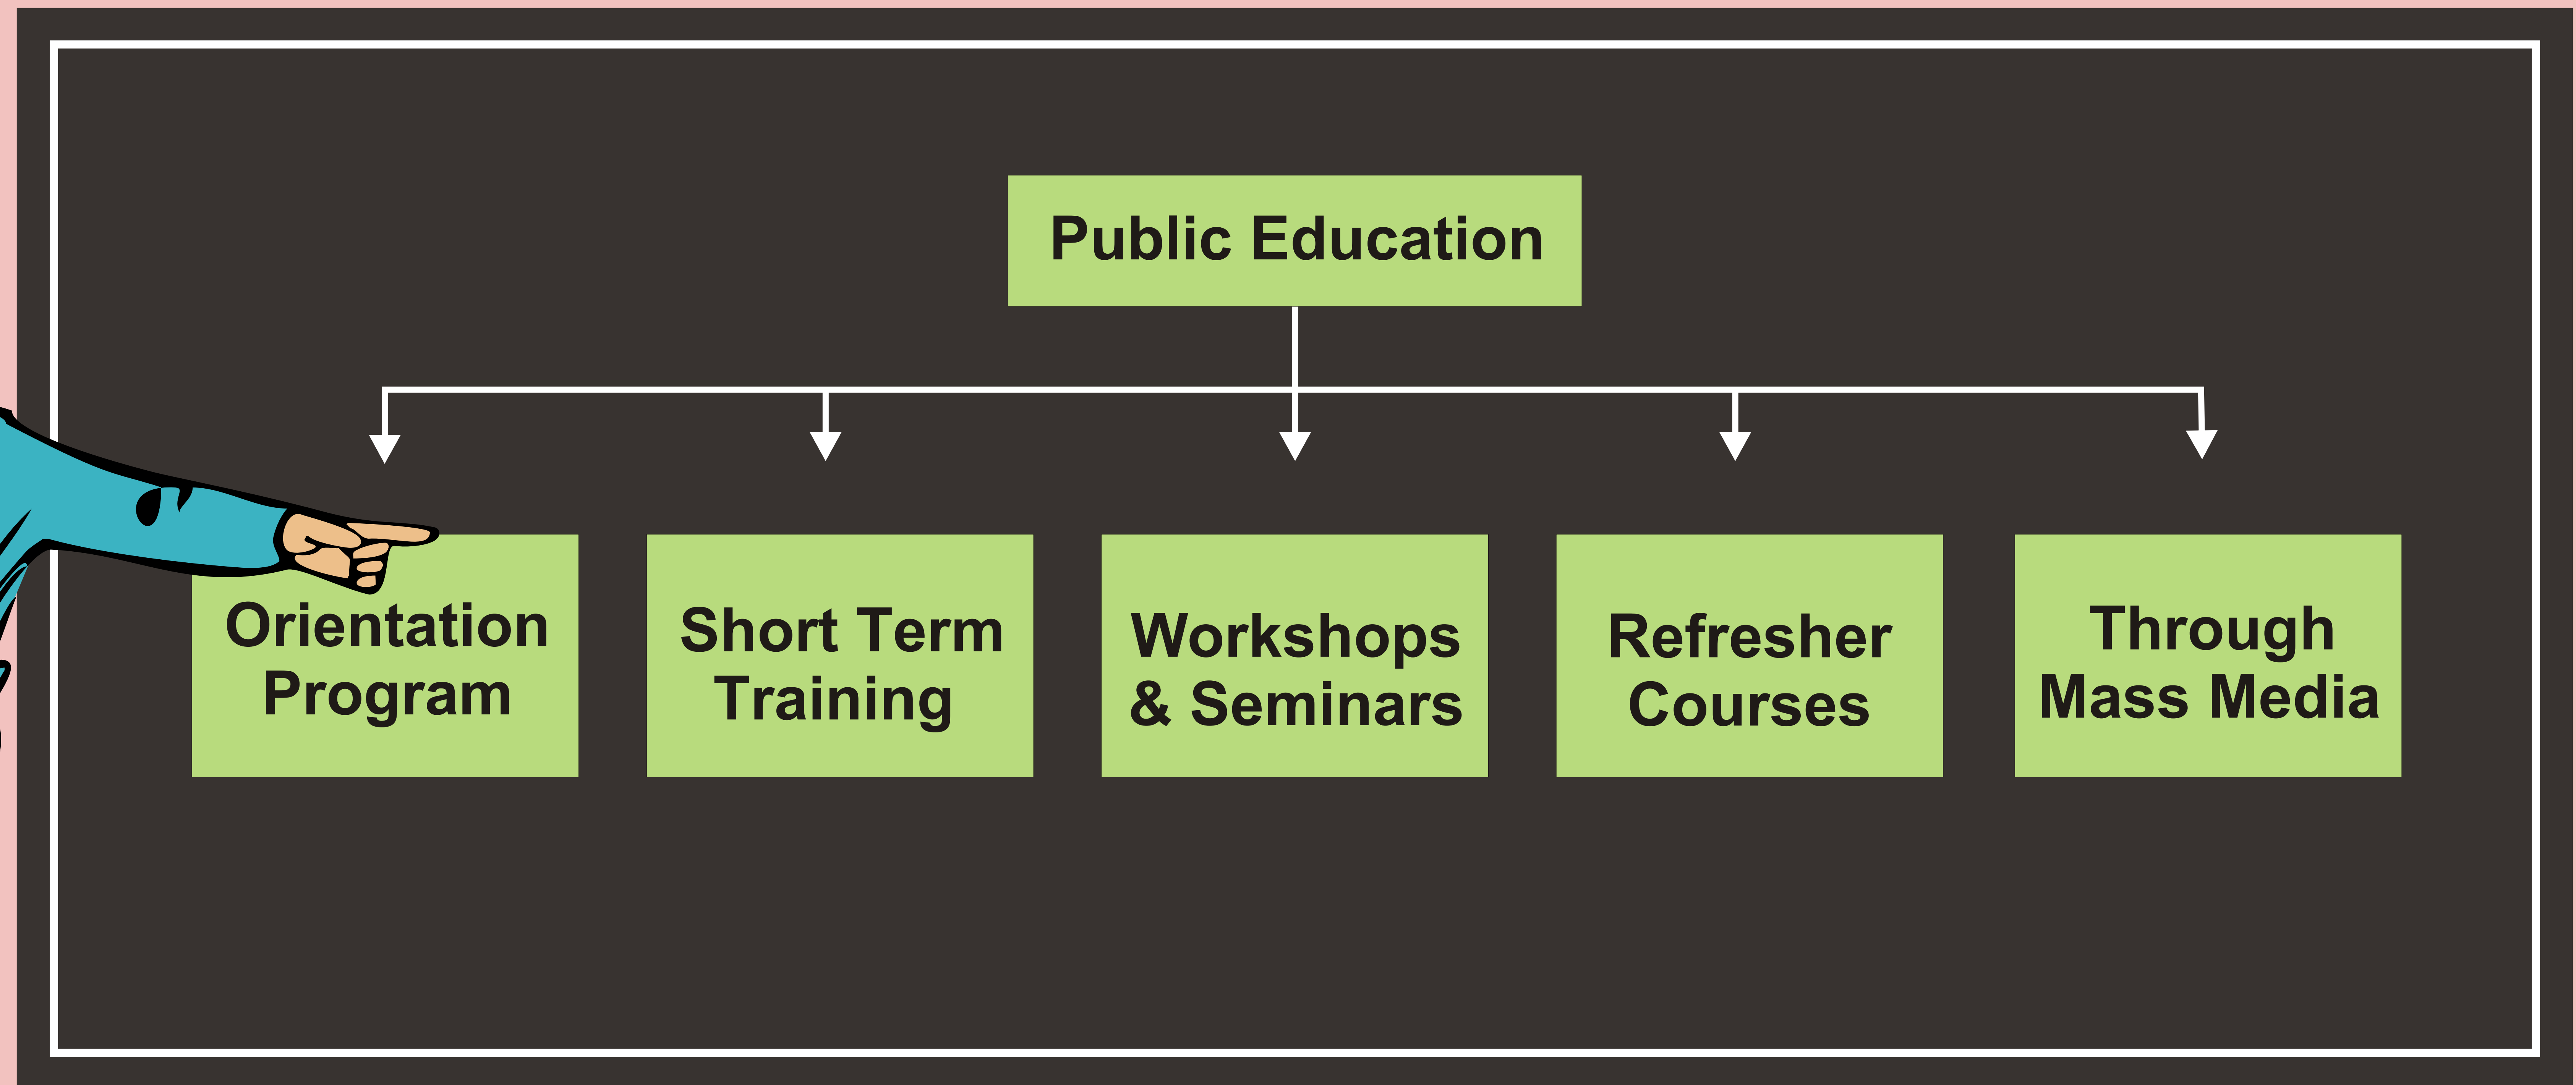 Public Education
Orientation
Program
Short Term
Training
Workshops
& Seminars
Refresher
Courses
Through
Mass Media